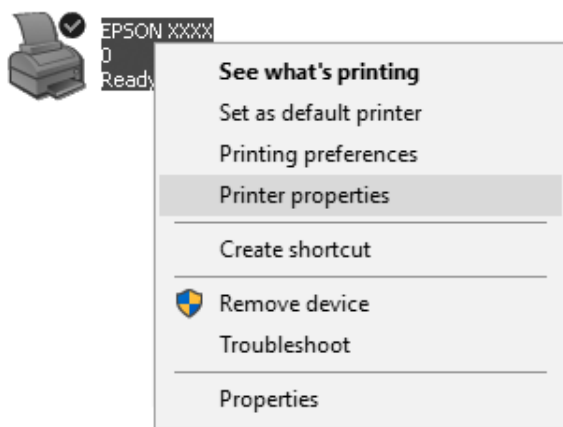 EPSON XXXX
0
Ready
See what's printing
Set as default printer
Printing preferences
Printer properties
Create shortcut
Remove device
Troubleshoot
Properties